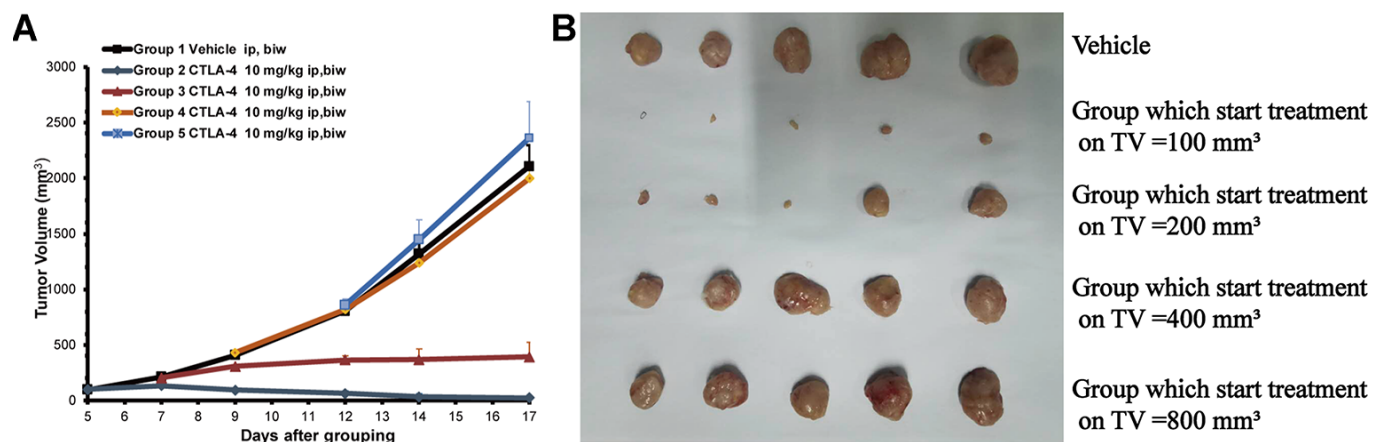 A
Group 1 Vehicle ip, biw
Group 2 CTLA-4 10 mg/kg ip,biw
Group 3 CTLA-4 10 mg/kg ip,biw
Group 4 CTLA-4 10 mg/kg ip,biw
Group 5 CTLA-4 10 mg/kg ip,biw
3000
2500
2000
1500
1000
500
0
Tumor Volume (mm³)
5 6 7 8 9 10 11 12 13 14 15 16 17
Days after grouping
B
Vehicle
Group which start treatment
on TV =100 mm³
Group which start treatment
on TV =200 mm³
Group which start treatment
on TV =400 mm³
Group which start treatment
on TV =800 mm³